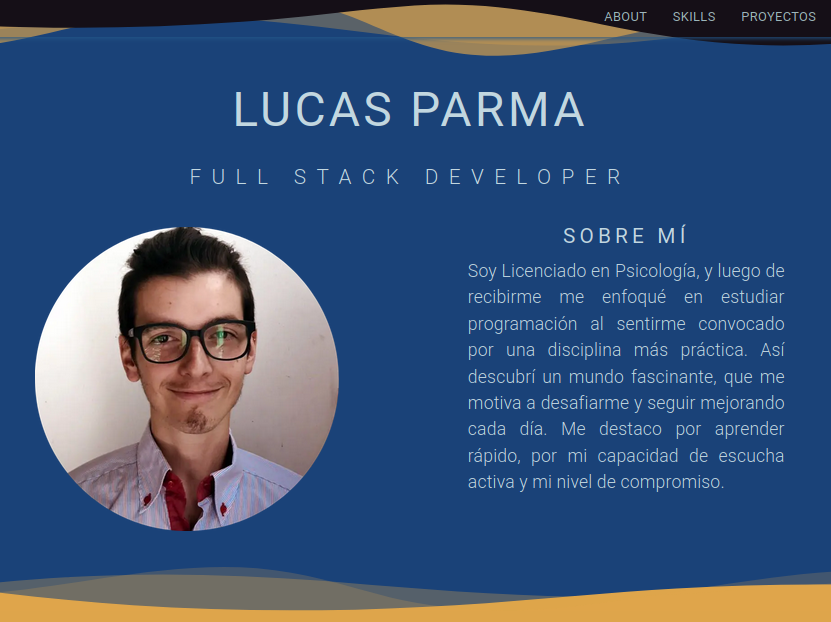 ABOUT SKILLS PROYECTOS
LUCAS PARMA
FULL STACK DEVELOPER
SOBRE MÍ
Soy Licenciado en Psicología, y luego de
recibirme me enfoqué en estudiar
programación al sentirme convocado
por una disciplina más práctica. Así
descubrí un mundo fascinante, que me
motiva a desafiarme y seguir mejorando
cada día. Me destaco por aprender
rápido, por mi capacidad de escucha
activa y mi nivel de compromiso.